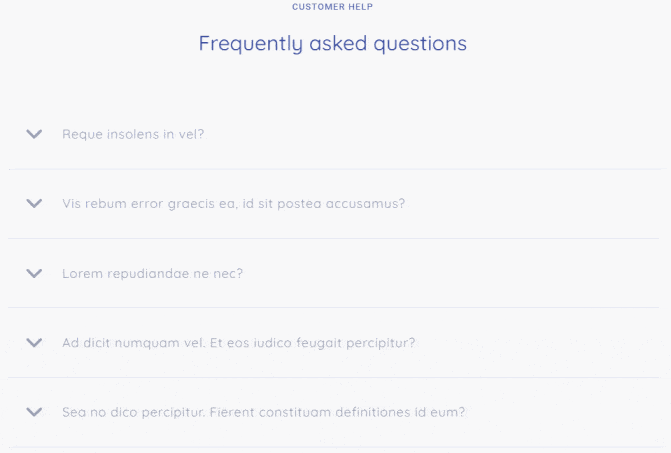 CUSTOMER HELP
Frequently asked questions
Reque insolens in vel?
Vis rebum error graecis ea, id sit postea accusamus?
Lorem repudiandae ne nec?
Ad dicit numquam vel. Et eos iudico feugait percipitur?
Sea no dico percipitur. Fierent constituam definitiones id eum?